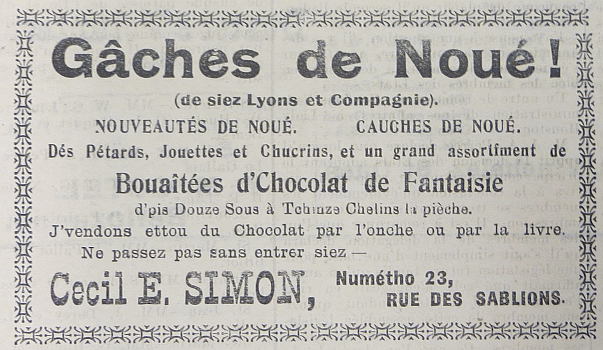 Gâches de Noué!
(de siez Lyons et Compagnie).
NOUVEAUTÉS DE NOUÉ. CAUCHES DE NOUÉ.
Dés Pétards, Jouettes et Chucrins, et un grand assortiment de
Bouaîtées d'Chocolat de Fantaisie
d'pis Douze Sous à Tchuze Chelins la pièche.
J'vendons ettou du Chocolat par l'onche ou par la livre.
Ne passez pas sans entrer siez—
Cecil E. SIMON, Numétho 23,
RUE DES SABLIONS.